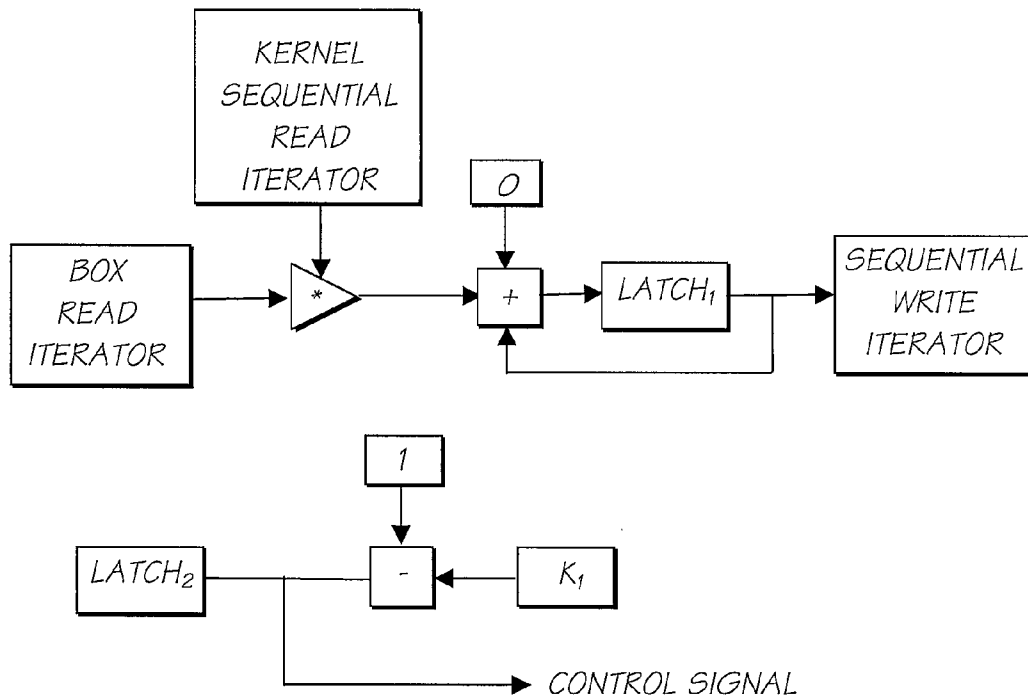 KERNEL
SEQUENTIAL
READ
ITERATOR
0
BOX
READ
ITERATOR
*
+
LATCH₁
SEQUENTIAL
WRITE
ITERATOR
1
LATCH₂
-
K₁
CONTROL SIGNAL